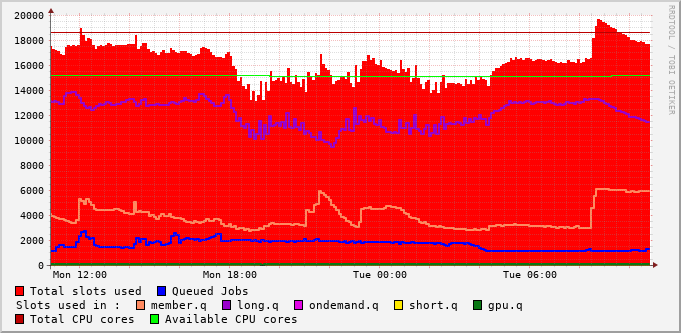 20000
18000
16000
14000
12000
10000
8000
6000
4000
2000
0
Mon 12:00 Mon 18:00 Tue 00:00 Tue 06:00
RRDTOOL / TOBI OETIKER
Total slots used Queued Jobs
Slots used in : member.q long.q ondemand.q short.q gpu.q
Total CPU cores Available CPU cores